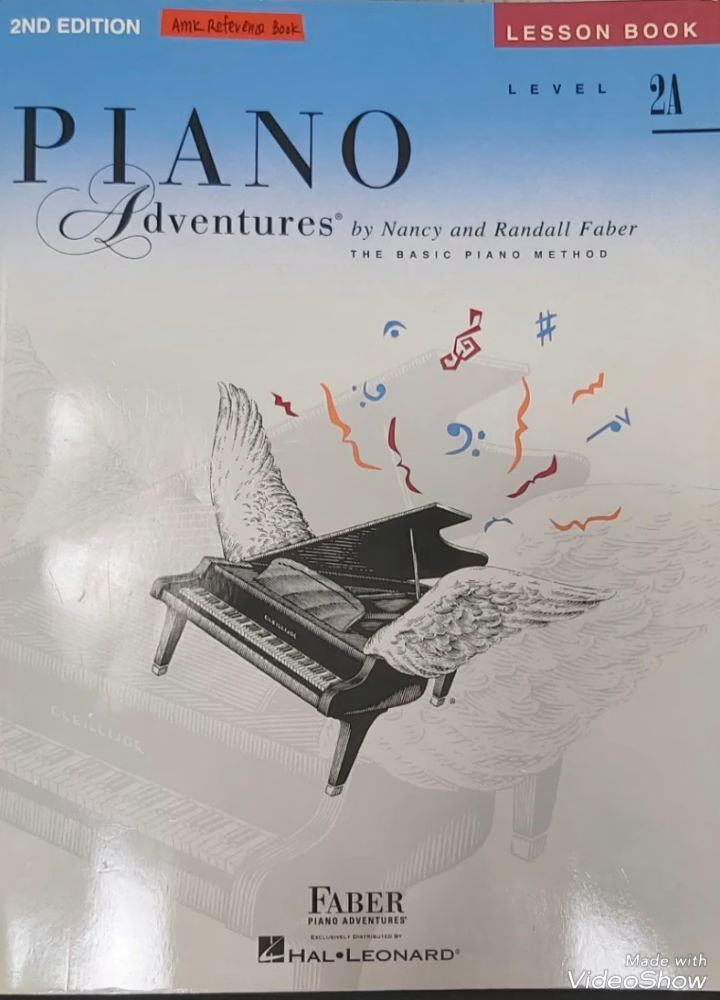 2ND EDITION
Amk Reference Book
LESSON BOOK
LEVEL 2A
PIANO
Adventures® by Nancy and Randall Faber
THE BASIC PIANO METHOD
FABER
PIANO ADVENTURES®
EXCLUSIVELY DISTRIBUTED BY
HAL•LEONARD®
Made with
VideoShow